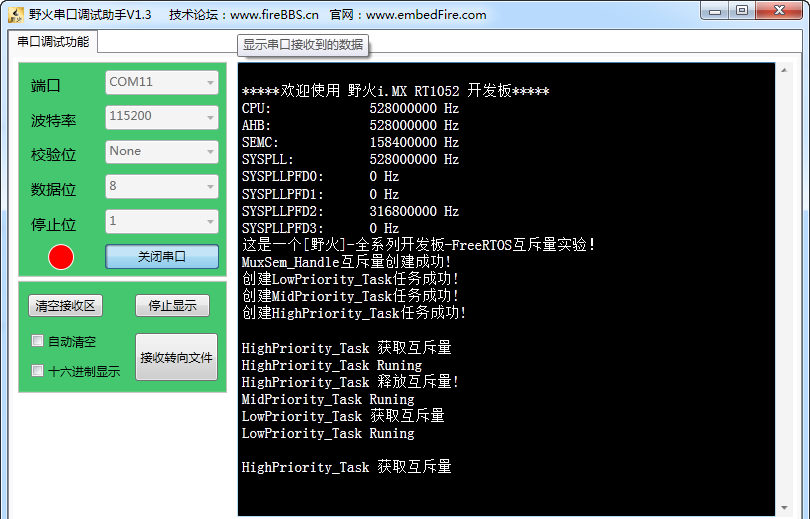 野火串口调试助手V1.3 技术论坛：www.fireBBS.cn 官网：www.embedFire.com
串口调试功能
显示串口接收到的数据
端口 COM11
波特率 115200
校验位 None
数据位 8
停止位 1
关闭串口
清空接收区 停止显示
自动清空
十六进制显示
接收转向文件
*****欢迎使用 野火i.MX RT1052 开发板*****
CPU: 528000000 Hz
AHB: 528000000 Hz
SEMC: 158400000 Hz
SYSPLL: 528000000 Hz
SYSPLLPFD0: 0 Hz
SYSPLLPFD1: 0 Hz
SYSPLLPFD2: 316800000 Hz
SYSPLLPFD3: 0 Hz
这是一个[野火]-全系列开发板-FreeRTOS互斥量实验！
MuxSem_Handle互斥量创建成功!
创建LowPriority_Task任务成功!
创建MidPriority_Task任务成功!
创建HighPriority_Task任务成功!
HighPriority_Task 获取互斥量
HighPriority_Task Runing
HighPriority_Task 释放互斥量!
MidPriority_Task Runing
LowPriority_Task 获取互斥量
LowPriority_Task Runing
HighPriority_Task 获取互斥量